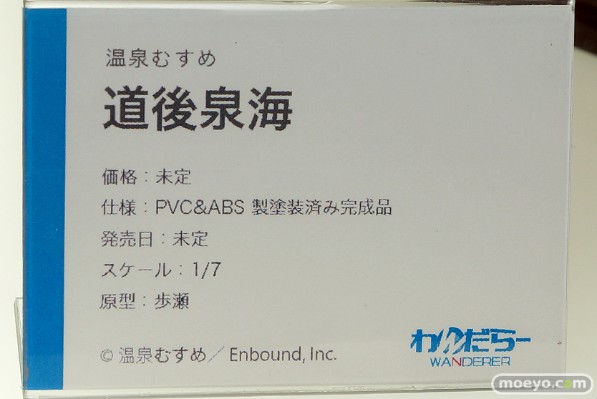 温泉むすめ
道後泉海
価格：未定
仕様：PVC&ABS 製塗装済み完成品
発売日：未定
スケール：1/7
原型：歩瀬
© 温泉むすめ／ Enbound, Inc.
わんだらー
WANDERER
moeyo.com